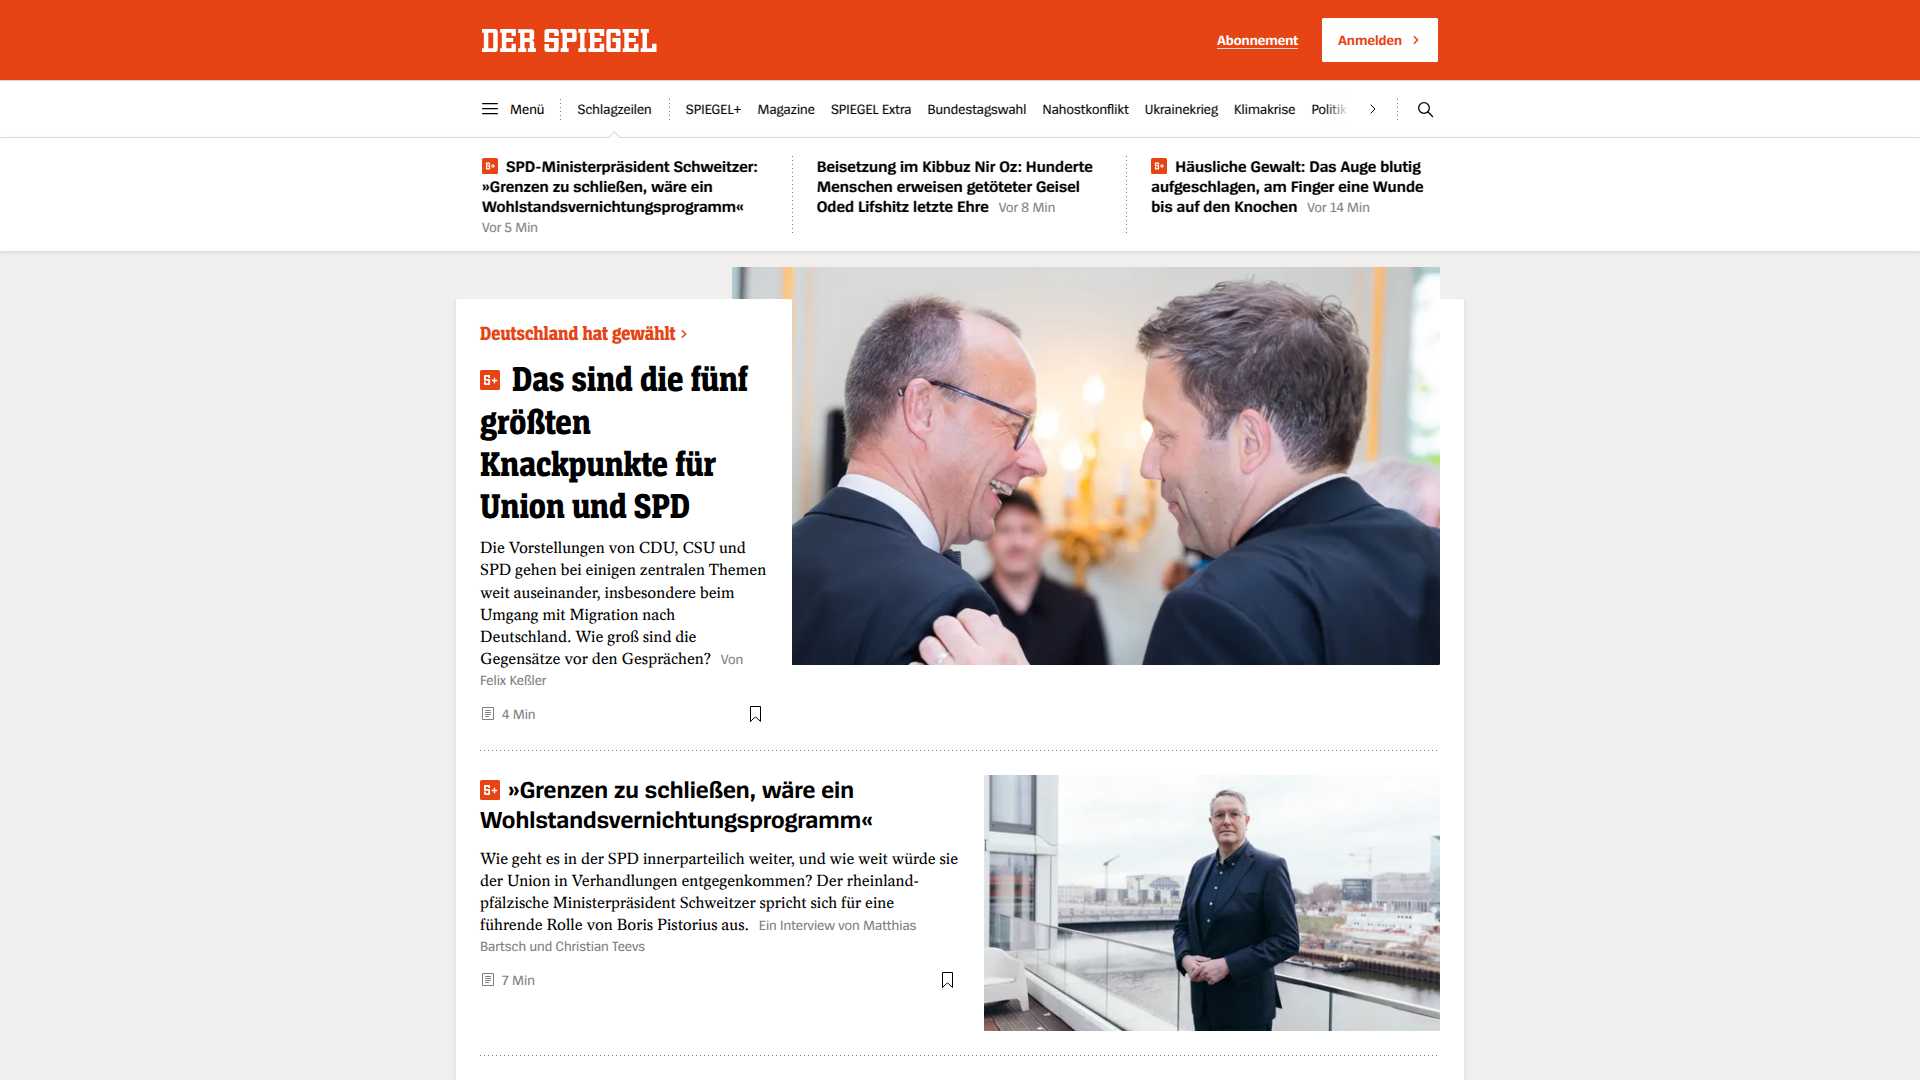 DER SPIEGEL
Abonnement
Anmelden
Menü
Schlagzeilen
SPIEGEL+
Magazine
SPIEGEL Extra
Bundestagswahl
Nahostkonflikt
Ukrainekrieg
Klimakrise
Politik
S+ SPD-Ministerpräsident Schweitzer:
»Grenzen zu schließen, wäre ein
Wohlstandsvernichtungsprogramm«
Vor 5 Min
Beisetzung im Kibbuz Nir Oz: Hunderte
Menschen erweisen getöteter Geisel
Oded Lifshitz letzte Ehre Vor 8 Min
S+ Häusliche Gewalt: Das Auge blutig
aufgeschlagen, am Finger eine Wunde
bis auf den Knochen Vor 14 Min
Deutschland hat gewählt
S+ Das sind die fünf
größten
Knackpunkte für
Union und SPD
Die Vorstellungen von CDU, CSU und
SPD gehen bei einigen zentralen Themen
weit auseinander, insbesondere beim
Umgang mit Migration nach
Deutschland. Wie groß sind die
Gegensätze vor den Gesprächen? Von
Felix Keßler
4 Min
S+ »Grenzen zu schließen, wäre ein
Wohlstandsvernichtungsprogramm«
Wie geht es in der SPD innerparteilich weiter, und wie weit würde sie
der Union in Verhandlungen entgegenkommen? Der rheinland-
pfälzische Ministerpräsident Schweitzer spricht sich für eine
führende Rolle von Boris Pistorius aus. Ein Interview von Matthias
Bartsch und Christian Teevs
7 Min